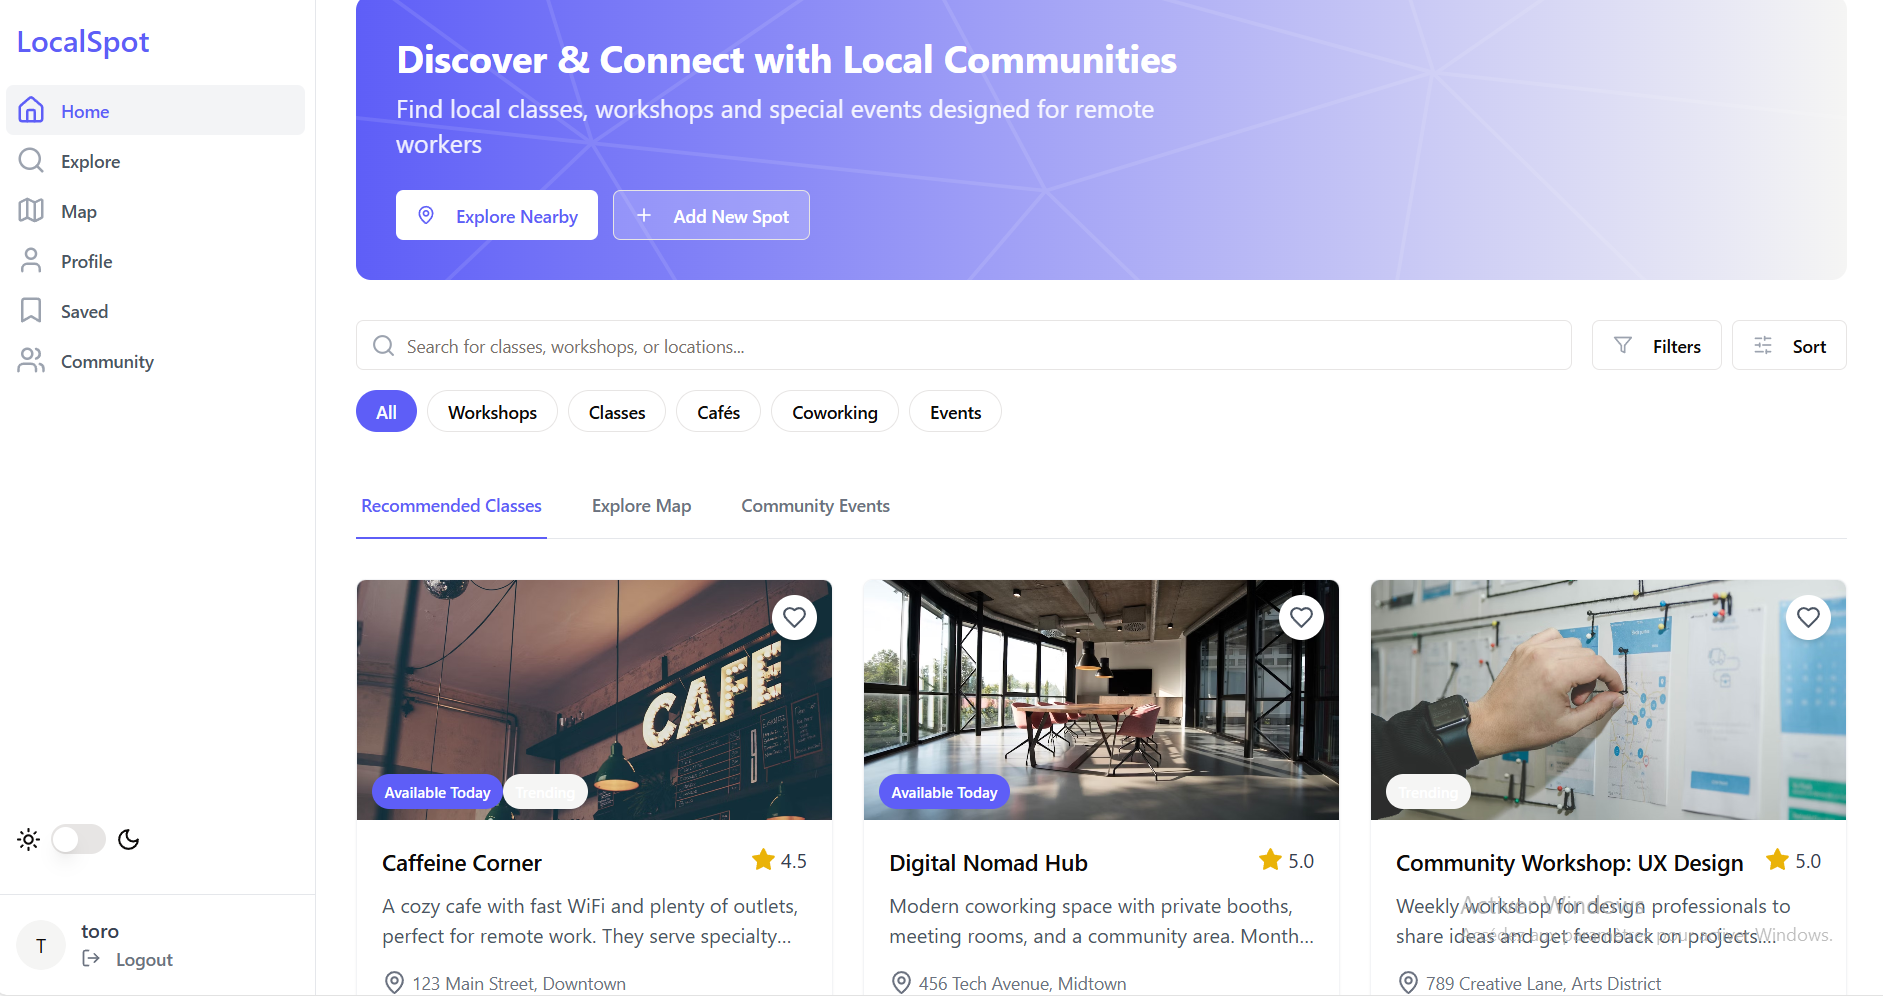 LocalSpot
Home
Explore
Map
Profile
Saved
Community
toro
T
Logout
Discover & Connect with Local Communities
Find local classes, workshops and special events designed for remote
workers
Explore Nearby
Add New Spot
Search for classes, workshops, or locations...
Filters
Sort
All
Workshops
Classes
Cafés
Coworking
Events
Recommended Classes
Explore Map
Community Events
CAFE
Available Today
Trending
Caffeine Corner
4.5
A cozy cafe with fast WiFi and plenty of outlets,
perfect for remote work. They serve specialty...
123 Main Street, Downtown
Available Today
Digital Nomad Hub
5.0
Modern coworking space with private booths,
meeting rooms, and a community area. Month...
456 Tech Avenue, Midtown
Trending
Community Workshop: UX Design
5.0
Weekly workshop for design professionals to
share ideas and get feedback on projects....
789 Creative Lane, Arts District
Activer Windows
Accédez aux paramètres pour activer Windows.